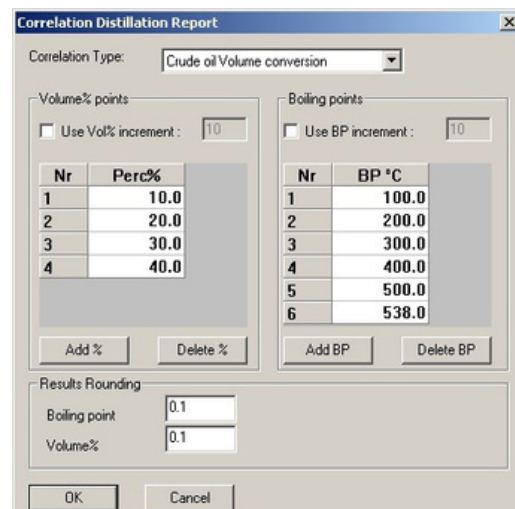 Correlation Distillation Report
Correlation Type: Crude oil Volume conversion
Volume% points
Use Vol% increment : 10
Nr Perc%
1 10.0
2 20.0
3 30.0
4 40.0
Add % Delete %
Boiling points
Use BP increment : 10
Nr BP °C
1 100.0
2 200.0
3 300.0
4 400.0
5 500.0
6 538.0
Add BP Delete BP
Results Rounding
Boiling point 0.1
Volume% 0.1
OK Cancel